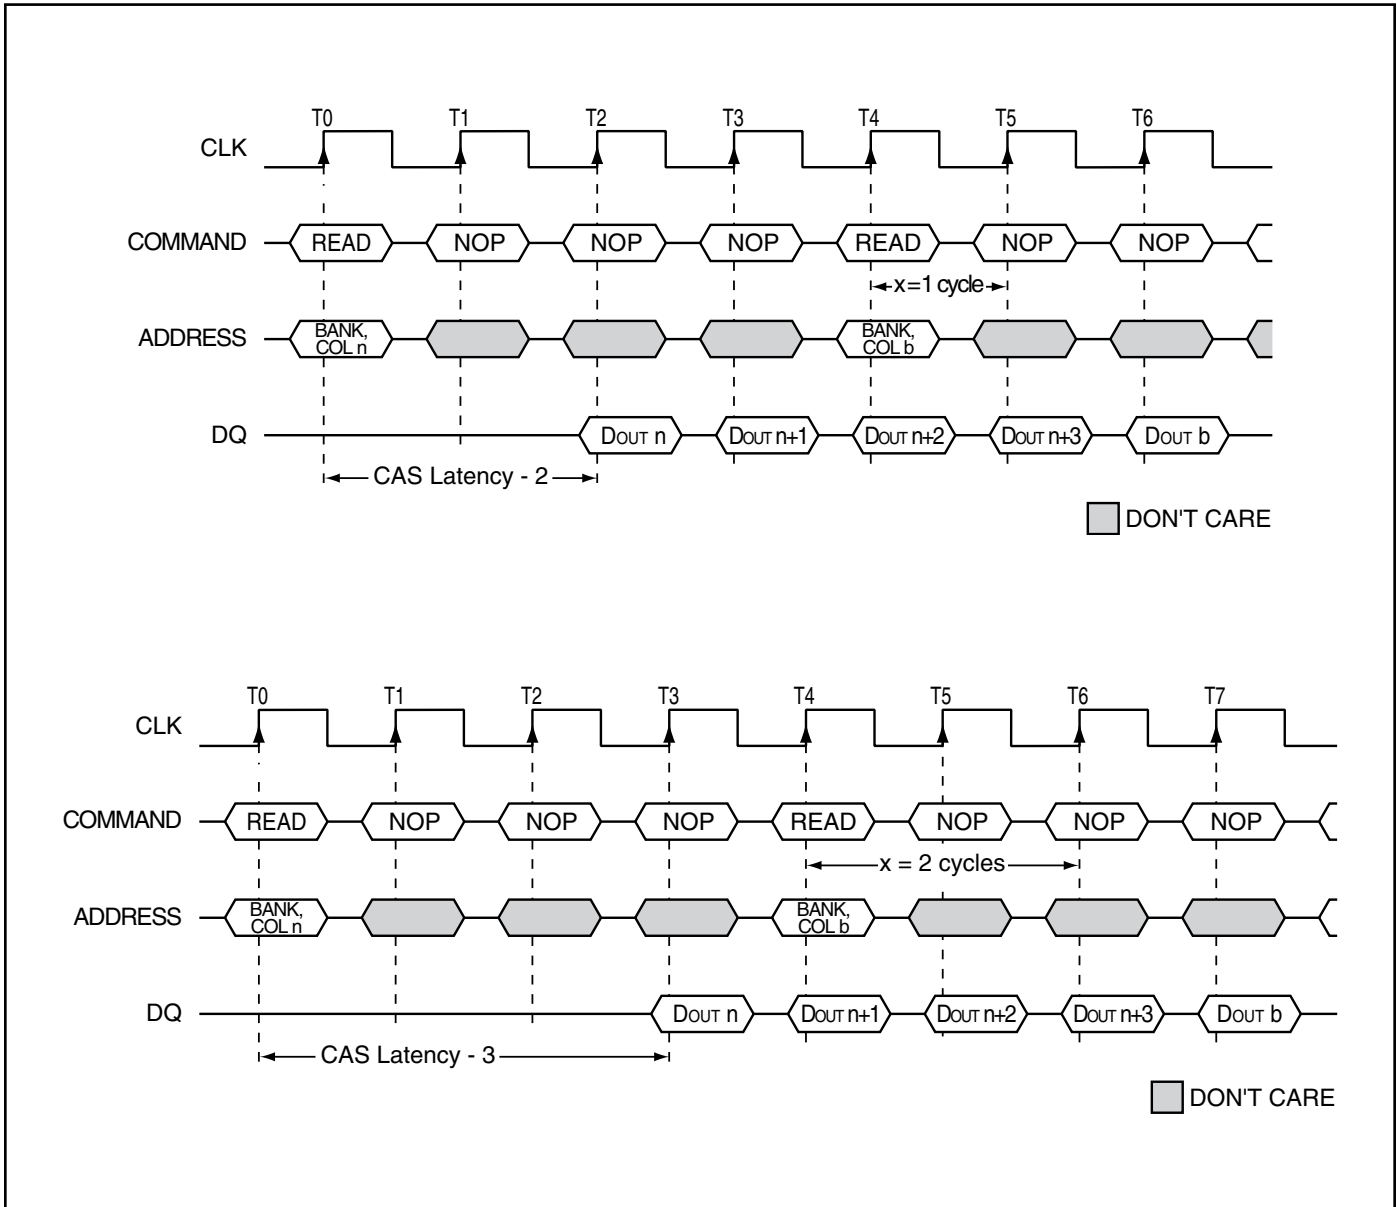 T0 T1 T2 T3 T4 T5 T6
CLK
COMMAND READ NOP NOP NOP READ NOP NOP
x=1 cycle
ADDRESS BANK, COL n BANK, COL b
DQ DOUT n DOUT n+1 DOUT n+2 DOUT n+3 DOUT b
CAS Latency - 2
DON'T CARE
T0 T1 T2 T3 T4 T5 T6 T7
CLK
COMMAND READ NOP NOP NOP READ NOP NOP NOP
x = 2 cycles
ADDRESS BANK, COL n BANK, COL b
DQ DOUT n DOUT n+1 DOUT n+2 DOUT n+3 DOUT b
CAS Latency - 3
DON'T CARE